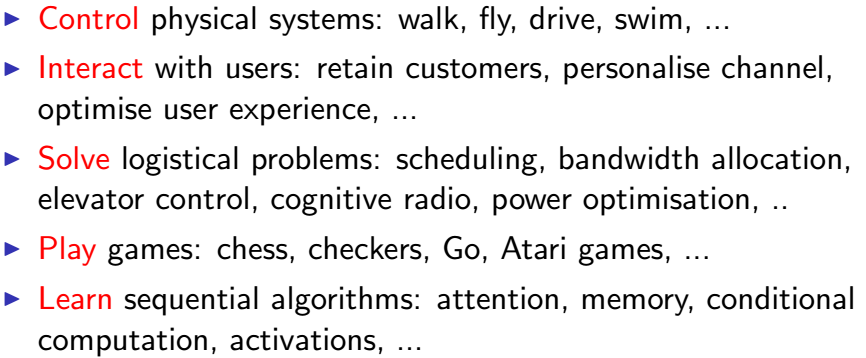 ▶ Control physical systems: walk, fly, drive, swim, ...
▶ Interact with users: retain customers, personalise channel,
optimise user experience, ...
▶ Solve logistical problems: scheduling, bandwidth allocation,
elevator control, cognitive radio, power optimisation, ..
▶ Play games: chess, checkers, Go, Atari games, ...
▶ Learn sequential algorithms: attention, memory, conditional
computation, activations, ...